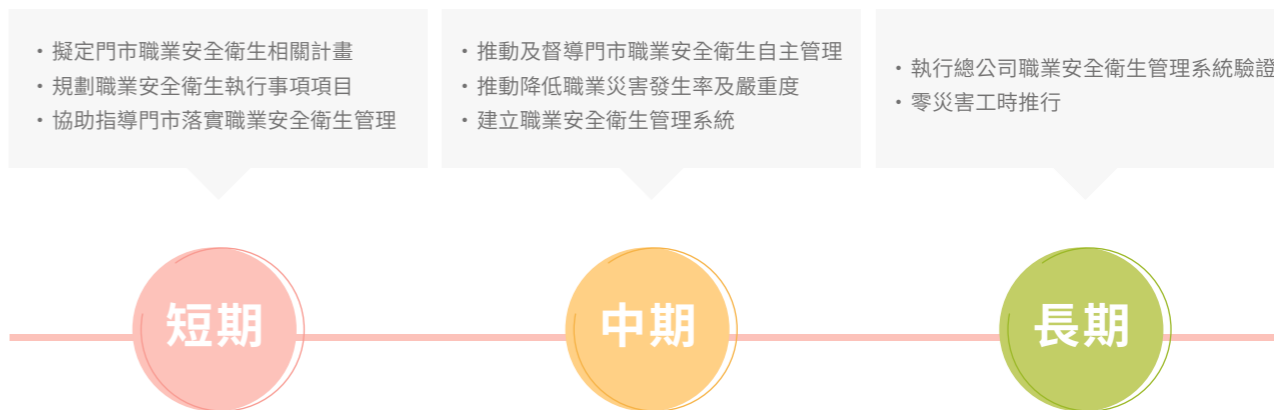 • 擬定門市職業安全衛生相關計畫
• 規劃職業安全衛生執行事項項目
• 協助指導門市落實職業安全衛生管理
• 推動及督導門市職業安全衛生自主管理
• 推動降低職業災害發生率及嚴重度
• 建立職業安全衛生管理系統
• 執行總公司職業安全衛生管理系統驗證
• 零災害工時推行
短期
中期
長期